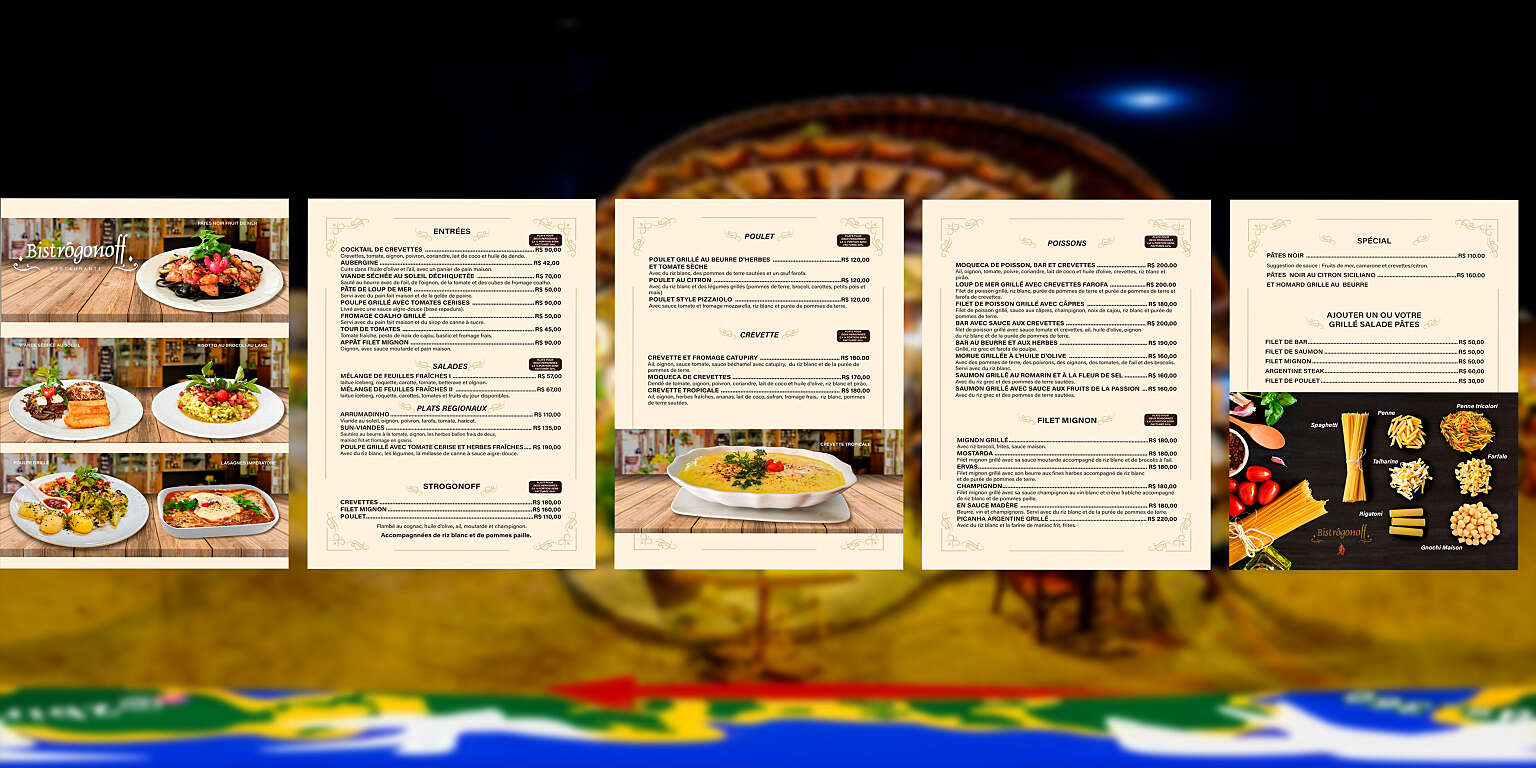 PÂTES NOIR FRUIT DE MER
Bistrôgonoff
RESTAURANTE
VIANDE SÉCHÉE AU SOLEIL
RISOTTO AU BROCOLI AU LARD
POULPE GRILLÉ
LASAGNES IMPÉRATORE
ENTRÉES
COCKTAIL DE CREVETTES R$ 90,00
Crevettes, tomate, oignon, poivron, coriandre, lait de coco et huile de dende.
AUBERGINE R$ 42,00
Cuits dans l'huile d'olive et l'ail, avec un panier de pain maison.
VIANDE SÉCHÉE AU SOLEIL DÉCHIQUETÉE R$ 70,00
Sauté au beurre avec de l'ail, de l'oignon, de la tomate et des cubes de fromage coalho.
PÂTE DE LOUP DE MER R$ 50,00
Servi avec du pain fait maison et de la gelée de poivre.
POULPE GRILLÉ AVEC TOMATES CERISES R$ 90,00
Livré avec une sauce aigre-douce (base rapadura).
FROMAGE COALHO GRILLÉ R$ 50,00
Servi avec du pain fait maison et du sirop de canne à sucre.
TOUR DE TOMATES R$ 45,00
Tomate fraîche, pesto de noix de cajou, basilic et fromage frais.
APPÂT FILET MIGNON R$ 90,00
Oignon, avec sauce moutarde et pain maison.
SALADES
MÉLANGE DE FEUILLES FRAÎCHES I R$ 57,00
laitue iceberg, roquette, carotte, tomate, betterave et oignon.
MÉLANGE DE FEUILLES FRAÎCHES II R$ 67,00
laitue iceberg, roquette, carottes, tomates et fruits du jour disponibles.
PLATS REGIONAUX
ARRUMADINHO R$ 110,00
Viande au soleil, oignon, poivron, farofa, tomate, haricot.
SUN-VIANDES R$ 135,00
Sautées au beurre à la tomate, oignon, les herbes belles frais de deux,
manioc frit et fromage en grains.
POULPE GRILLÉ AVEC TOMATE CERISE ET HERBES FRAÎCHES R$ 190,00
Avec du riz blanc, les légumes, la mélasse de canne à sauce aigre-douce.
STROGONOFF
CREVETTES R$ 180,00
FILET MIGNON R$ 160,00
POULET R$ 110,00
Flambé au cognac, huile d'olive, ail, moutarde et champignon.
Accompagnnées de riz blanc et de pommes paille.
POULET
POULET GRILLÉ AU BEURRE D'HERBES R$ 120,00
ET TOMATE SÈCHE
Avec du riz blanc, des pommes de terre sautées et un œuf farofa.
POULET AU CITRON R$ 120,00
Avec du riz blanc et des légumes grillés (pommes de terre, brocoli, carottes, petits pois et
maïs)
POULET STYLE PIZZAIOLO R$ 120,00
Avec sauce tomate et fromage mozzarella, riz blanc et purée de pommes de terre.
CREVETTE
CREVETTE ET FROMAGE CATUPIRY R$ 180.00
Ail, oignon, sauce tomate, sauce béchamel avec catupiry, du riz blanc et de la purée de
pommes de terre.
MOQUECA DE CREVETTES R$ 170,00
Dendê de tomate, oignon, poivron, coriandre, lait de coco et huile d'olive, riz blanc et pirão.
CREVETTE TROPICALE R$ 180,00
Ail, oignon, herbes fraîches, ananas, lait de coco, safran, fromage frais, riz blanc et pommes
de terre sautées.
CREVETTE TROPICALE
POISSONS
MOQUECA DE POISSON, BAR ET CREVETTES R$ 200.00
Ail, oignon, tomate, poivre, coriandre, lait de coco et huile d'olive, crevettes, riz blanc et
pirão.
LOUP DE MER GRILLÉ AVEC CREVETTES FAROFA R$ 200.00
Filet de poisson grillé, riz blanc, purée de pommes de terre et purée de pommes de terre et
farofa de crevettes.
FILET DE POISSON GRILLÉ AVEC CÂPRES R$ 180,00
Filet de poisson grillé, sauce aux câpres, champignon, noix de cajou, riz blanc et purée de
pommes de terre.
BAR AVEC SAUCE AUX CREVETTES R$ 200,00
filet de poisson grillé avec sauce tomate et crevettes, ail, huile d'olive, oignon
du riz blanc et de la purée de pommes de terre.
BAR AU BEURRE ET AUX HERBES R$ 190,00
Grillé, riz grec et farofa de poulpe.
MORUE GRILLÉE À L'HUILE D'OLIVE R$ 160,00
Avec des pommes de terre, des poivrons, des oignons, des tomates, de l'ail et des brocolis.
Servi avec du riz blanc.
SAUMON GRILLÉ AU ROMARIN ET À LA FLEUR DE SEL R$ 160,00
Avec du riz grec et des pommes de terre sautées.
SAUMON GRILLÉ AVEC SAUCE AUX FRUITS DE LA PASSION R$ 160,00
Avec du riz grec et des pommes de terre sautées.
FILET MIGNON
MIGNON GRILLÉ R$ 180,00
Avec riz brocoli, frites, sauce maison.
MOSTARDA R$ 180,00
Filet mignon grillé avec sa sauce moutarde accompagné de riz blanc et de brocolis à l'ail.
ERVAS R$ 180,00
Filet mignon grillé avec son beurre aux fines herbes accompagné de riz blanc
et de purée de pommes de terre.
CHAMPIGNON R$ 180,00
Filet mignon grillé avec sa sauce champignon au vin blanc et crème fraîche accompagné
de riz blanc et de pommes paille.
EN SAUCE MADÈRE R$ 180,00
Beurre, vin et champignons. Servi avec du riz blanc et de la purée de pommes de terre.
PICANHA ARGENTINE GRILLÉ R$ 220,00
Avec du riz blanc et la farine de manioc frit, frites.
SPÉCIAL
PÂTES NOIR R$ 110,00
Suggestion de sauce : Fruits de mer, camarone et crevettes/citron.
PÂTES NOIR AU CITRON SICILIANO R$ 160,00
ET HOMARD GRILLE AU BEURRE
AJOUTER UN OU VOTRE
GRILLÉ SALADE PÂTES
FILET DE BAR R$ 50,00
FILET DE SAUMON R$ 50,00
FILET MIGNON R$ 50,00
ARGENTINE STEAK R$ 60,00
FILET DE POULET R$ 30,00
Spaghetti
Penne
Penne tricolori
Talharine
Farfale
Rigatoni
Gnochi Maison
Bistrôgonoff